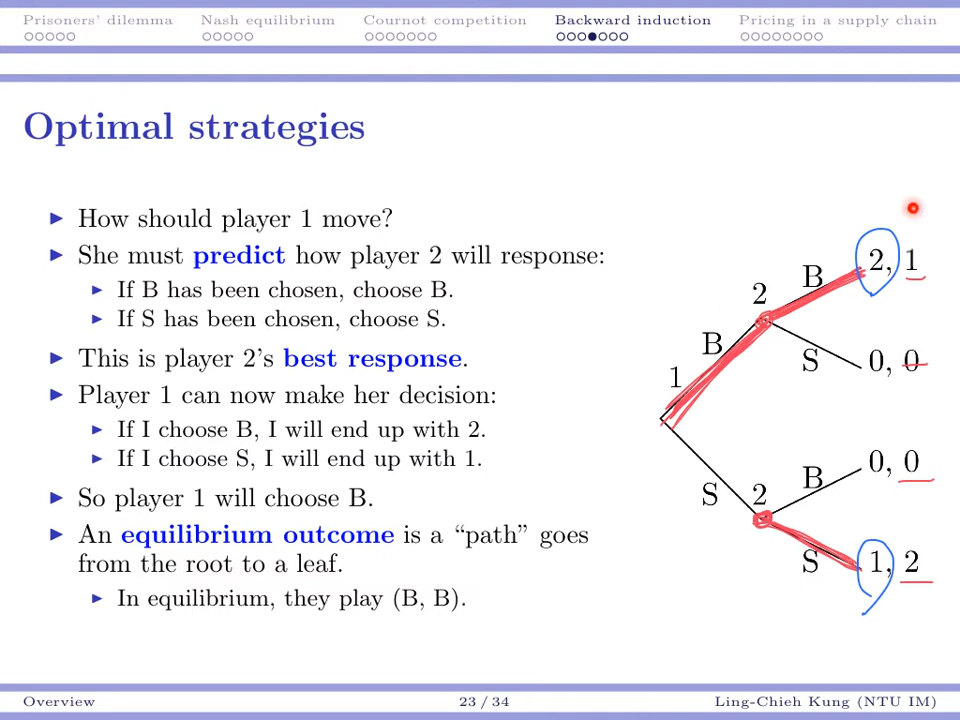 Prisoners' dilemma Nash equilibrium Cournot competition Backward induction Pricing in a supply chain
Optimal strategies
How should player 1 move?
She must predict how player 2 will response:
If B has been chosen, choose B.
If S has been chosen, choose S.
This is player 2's best response.
Player 1 can now make her decision:
If I choose B, I will end up with 2.
If I choose S, I will end up with 1.
So player 1 will choose B.
An equilibrium outcome is a “path” goes
from the root to a leaf.
In equilibrium, they play (B, B).
2, 1
B
2
B
S
0, 0
1
0, 0
B
S
2
S
1, 2
Overview 23 / 34 Ling-Chieh Kung (NTU IM)